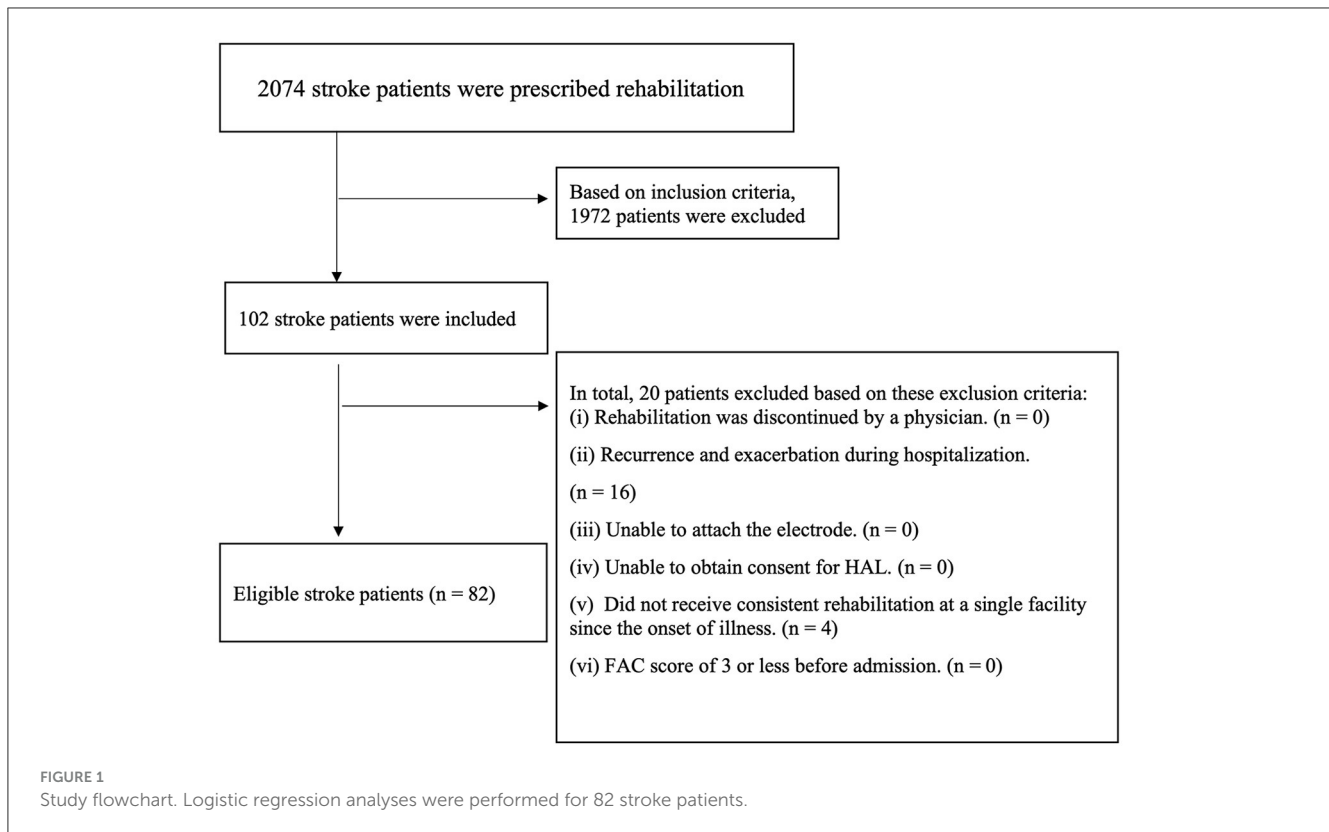 2074 stroke patients were prescribed rehabilitation
Based on inclusion criteria,
1972 patients were excluded
102 stroke patients were included
In total, 20 patients excluded based on these exclusion criteria:
(i) Rehabilitation was discontinued by a physician. (n = 0)
(ii) Recurrence and exacerbation during hospitalization.
(n = 16)
(iii) Unable to attach the electrode. (n = 0)
(iv) Unable to obtain consent for HAL. (n = 0)
(v) Did not receive consistent rehabilitation at a single facility
since the onset of illness. (n = 4)
(vi) FAC score of 3 or less before admission. (n = 0)
Eligible stroke patients (n = 82)
FIGURE 1
Study flowchart. Logistic regression analyses were performed for 82 stroke patients.